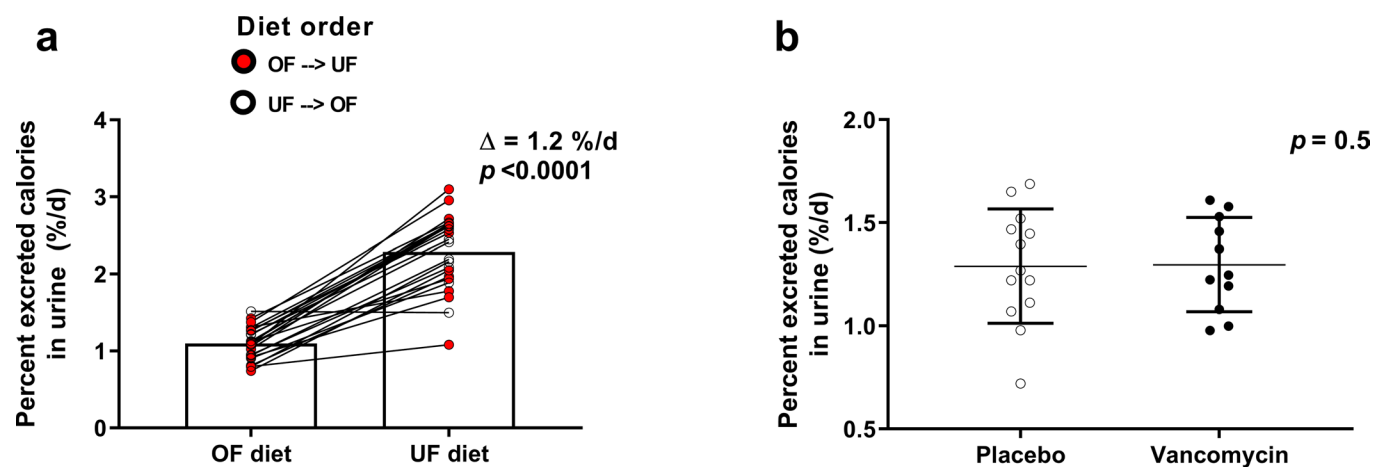 a
Diet order
OF --> UF
UF --> OF
Percent excreted calories
in urine (%/d)
4
3
2
1
0
Δ = 1.2 %/d
p <0.0001
OF diet
UF diet
b
Percent excreted calories
in urine (%/d)
2.0
1.5
1.0
0.5
p = 0.5
Placebo
Vancomycin